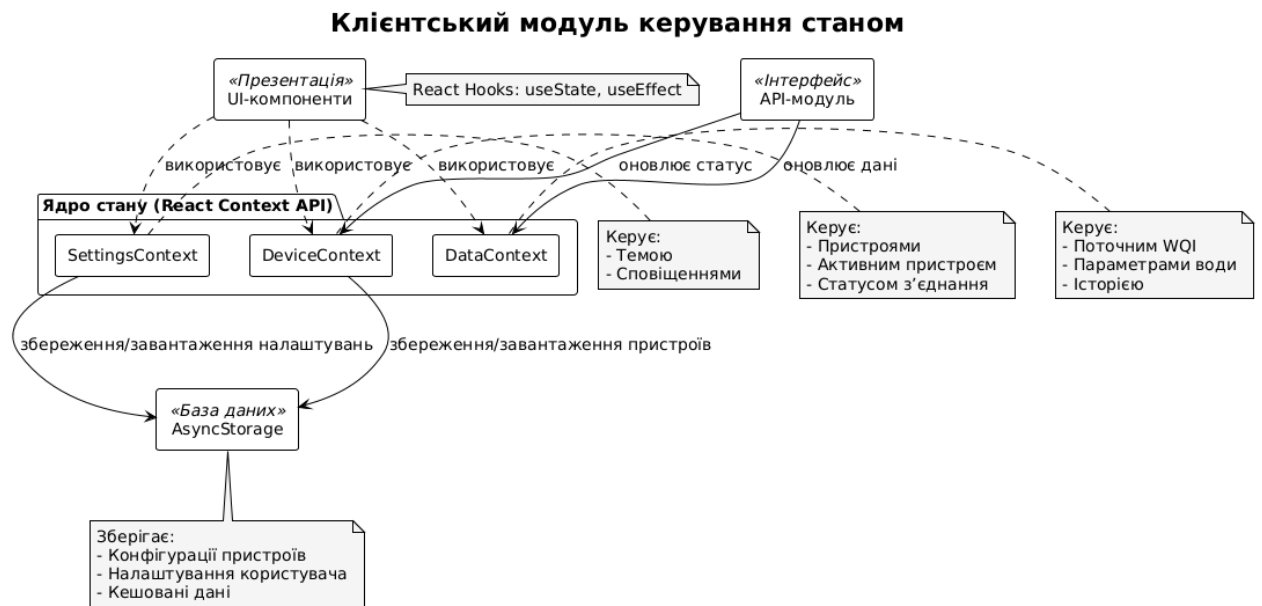 Клієнтський модуль керування станом
«Презентація»
UI-компоненти
React Hooks: useState, useEffect
«Інтерфейс»
API-модуль
використовує
використовує
використовує
оновлює статус
оновлює дані
Ядро стану (React Context API)
SettingsContext
DeviceContext
DataContext
Керує:
- Темою
- Сповіщеннями
Керує:
- Пристроями
- Активним пристроєм
- Статусом з’єднання
Керує:
- Поточним WQI
- Параметрами води
- Історією
збереження/завантаження налаштувань
збереження/завантаження пристроїв
«База даних»
AsyncStorage
Зберігає:
- Конфігурації пристроїв
- Налаштування користувача
- Кешовані дані